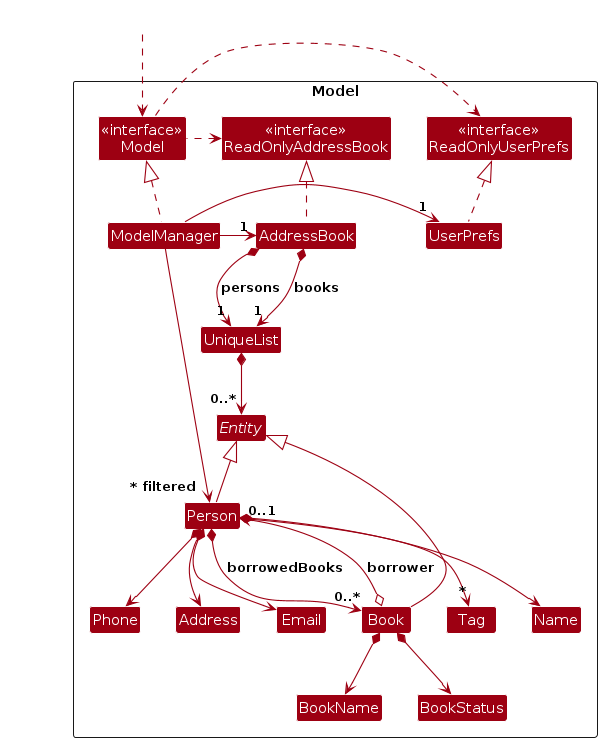 Model
«interface»
Model
«interface»
ReadOnlyAddressBook
«interface»
ReadOnlyUserPrefs
1
1
ModelManager
AddressBook
UserPrefs
persons
books
1
1
UniqueList
0..*
Entity
* filtered
Person
0..1
borrowedBooks
borrower
0..*
*
Phone
Address
Email
Book
Tag
Name
BookName
BookStatus